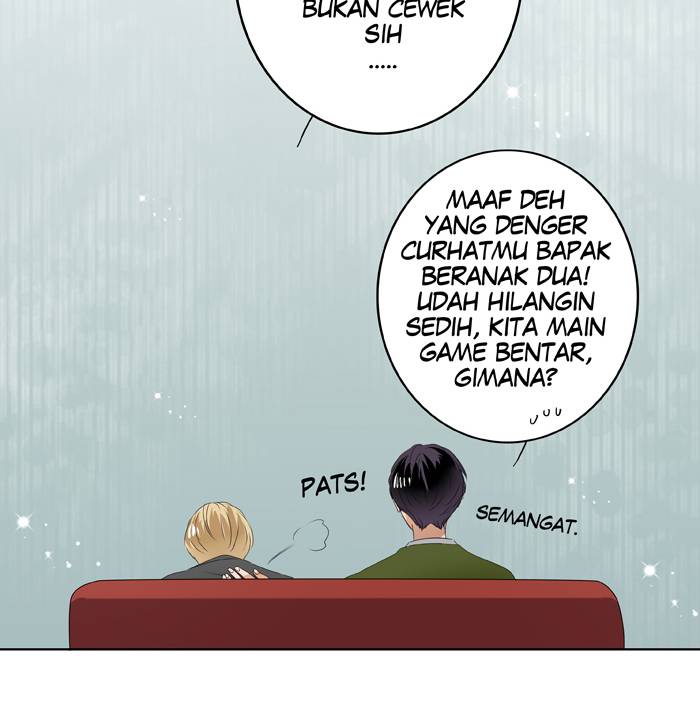 BUKAN CEWEK
SIH
.....
MAAF DEH
YANG DENGER
CURHATMU BAPAK
BERANAK DUA!
UDAH HILANGIN
SEDIH, KITA MAIN
GAME BENTAR,
GIMANA?
PATS!
SEMANGAT.